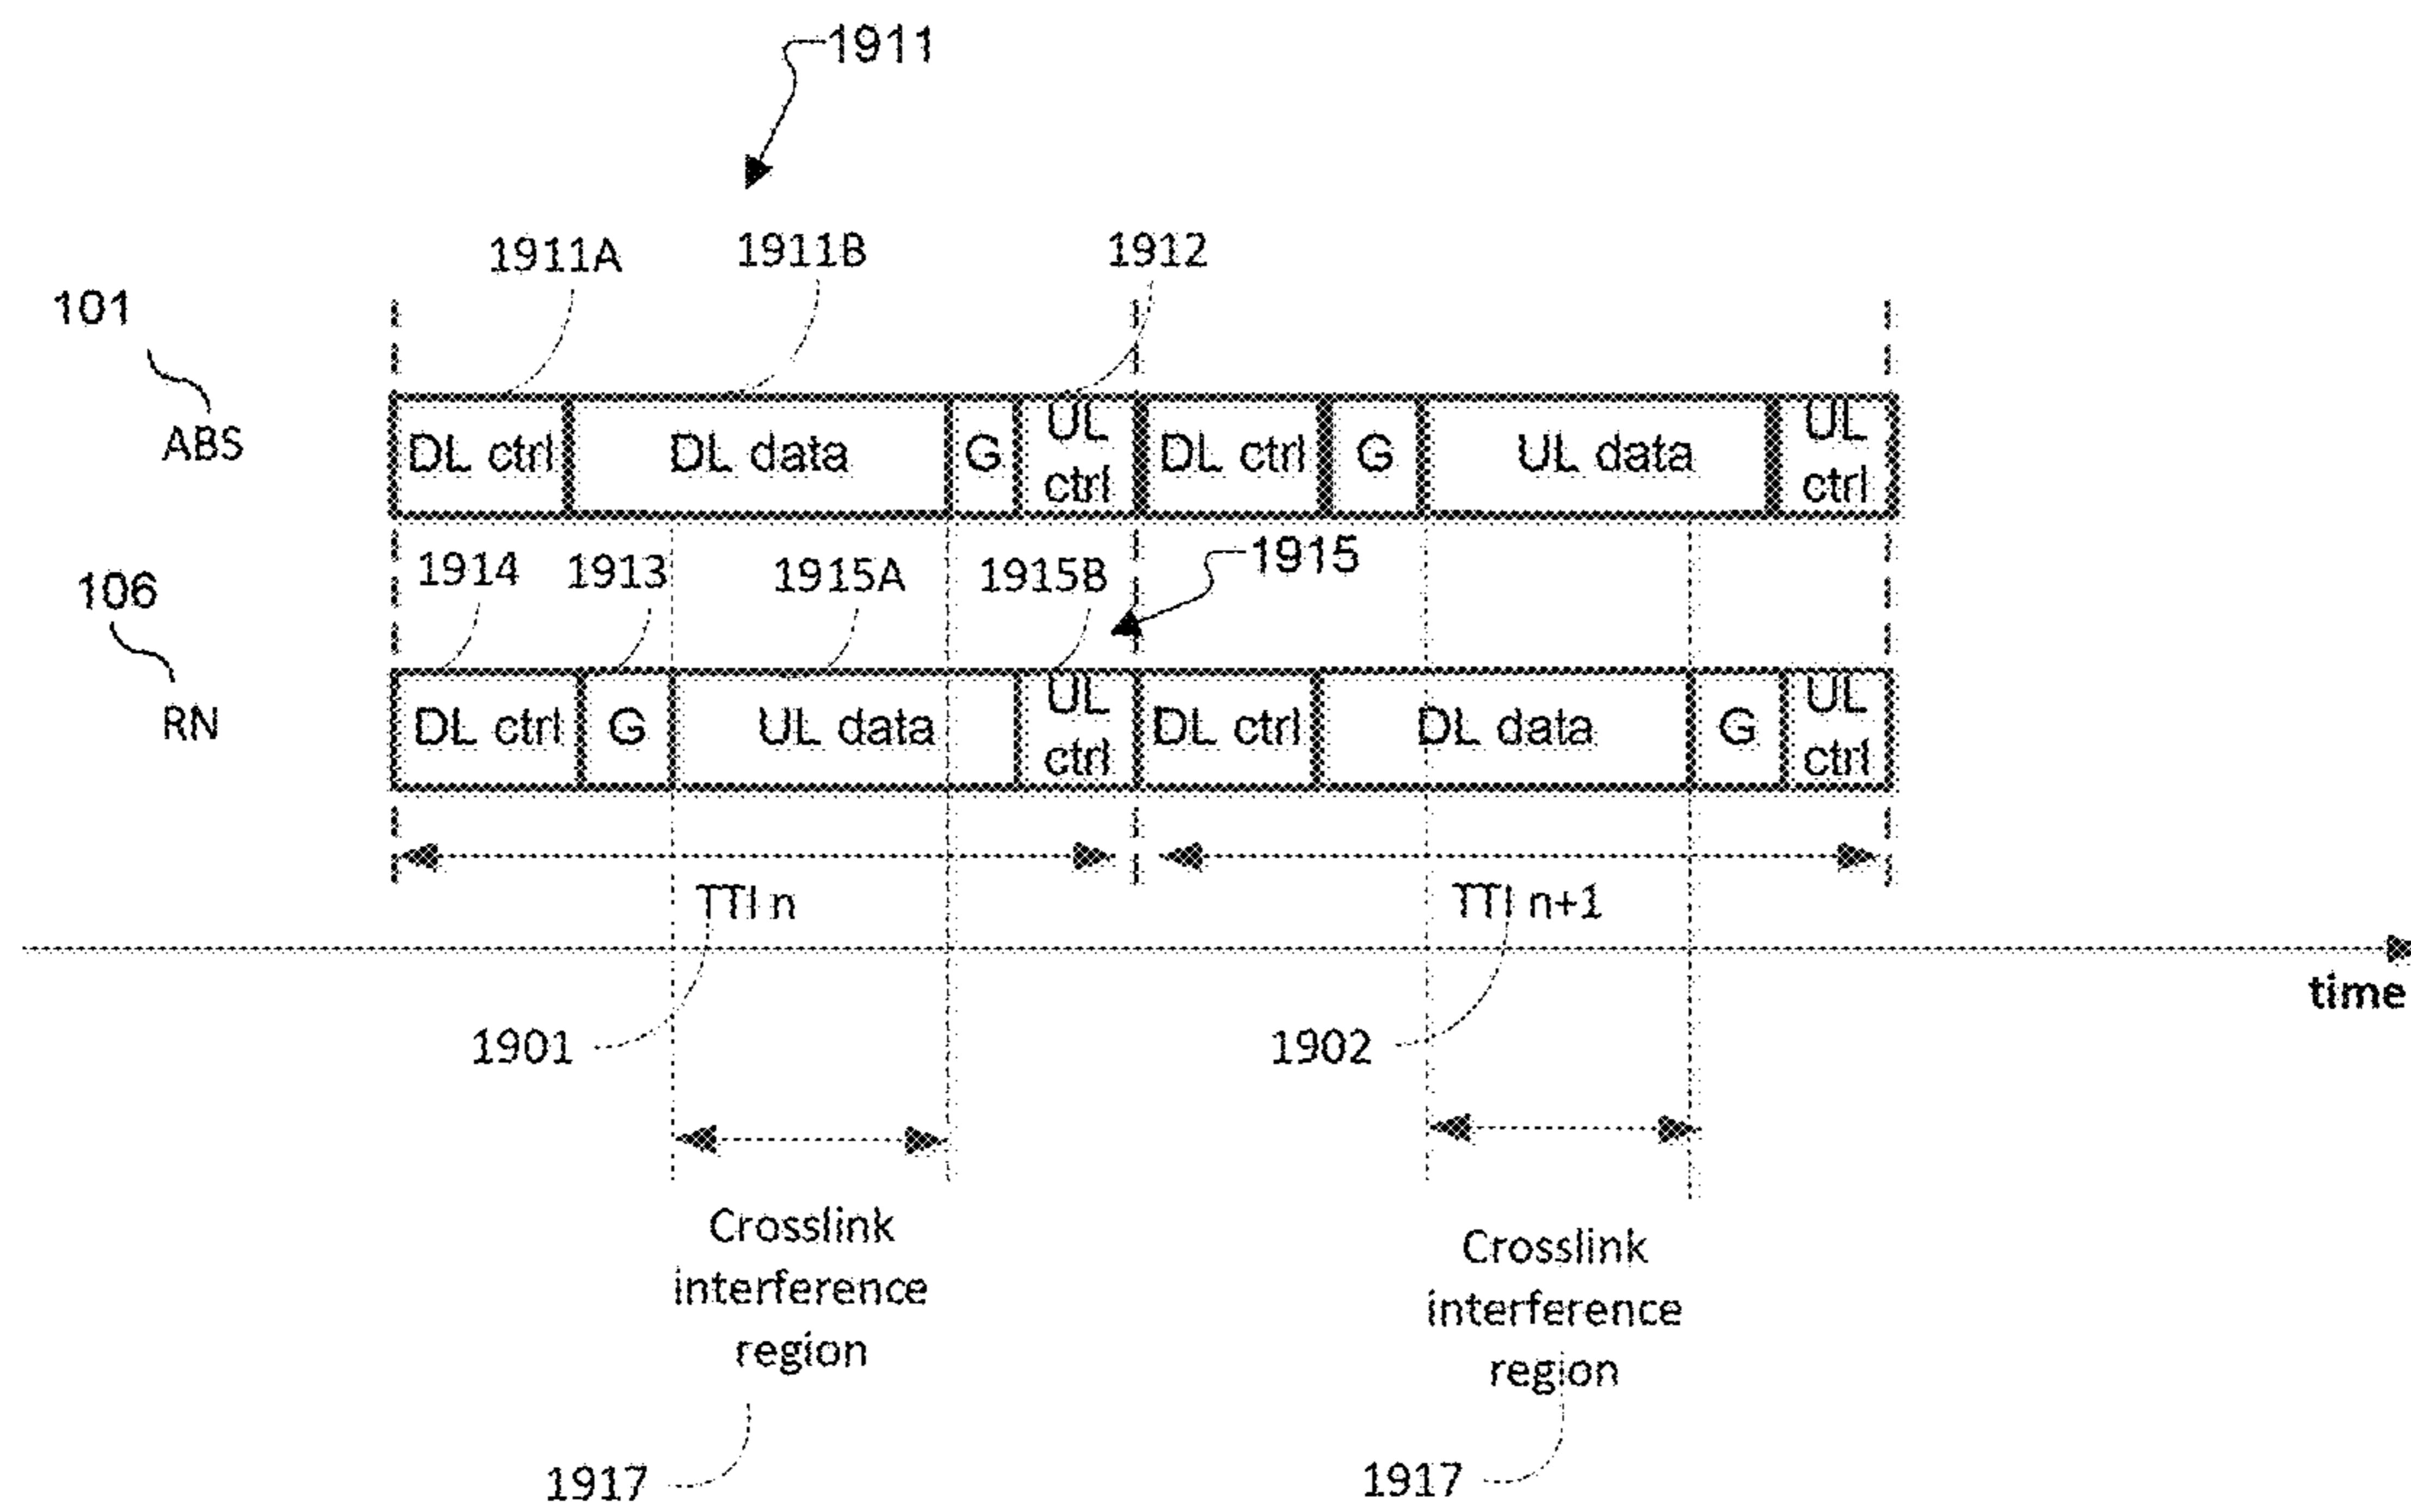 1911
1911A 1911B 1912
101
ABS
DL ctrl DL data G UL ctrl DL ctrl G UL data UL ctrl
1914 1913 1915A 1915B 1915
106
RN
DL ctrl G UL data UL ctrl DL ctrl DL data G UL ctrl
TTI n TTI n+1
time
1901 1902
Crosslink
interference
region
Crosslink
interference
region
1917 1917